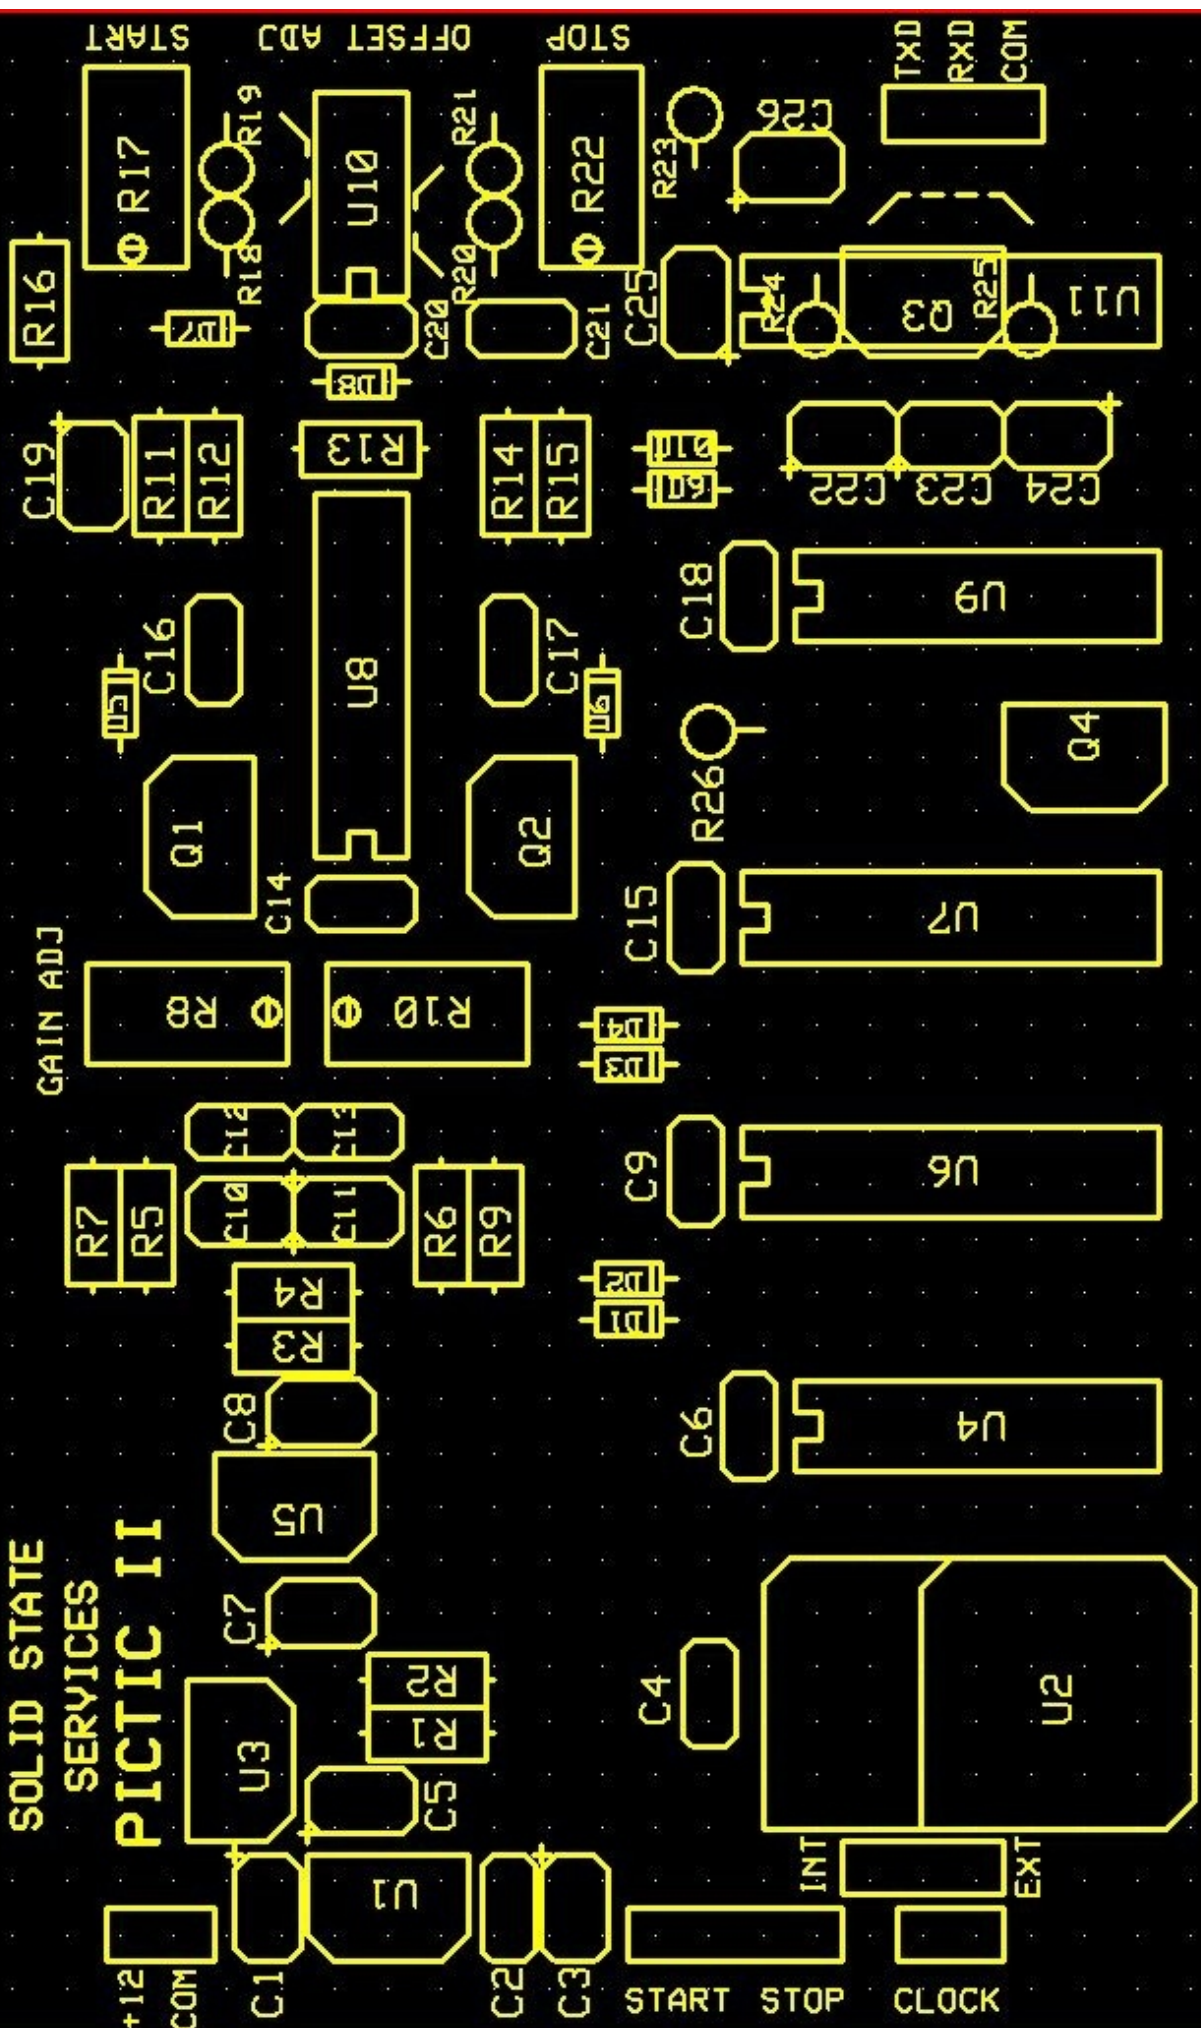 START
OFFSET ADJ
STOP
TXD
RXD
COM
R17
R19
R18
U10
R21
R20
R22
R23
C26
R16
D7
C20
C21
C25
R24
Q3
R25
U11
D8
C19
R11
R12
R13
R14
R15
D10
D9
C22
C23
C24
C16
U8
C17
C18
U9
D5
D6
R26
Q4
Q1
Q2
C14
C15
U7
GAIN ADJ
R8
R10
D4
D3
C12
C13
C10
C11
R7
R5
R6
R9
C9
U6
R4
R3
D2
D1
C8
C6
U4
U5
SOLID STATE
SERVICES
PICTIC II
C7
R2
R1
C4
U2
U3
C5
INT
EXT
U1
+12
COM
C1
C2
C3
START
STOP
CLOCK